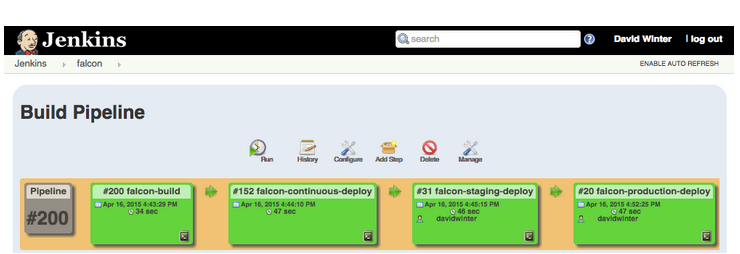 Jenkins
search
David Winter
log out
Jenkins
falcon
ENABLE AUTO REFRESH
Build Pipeline
Run
History
Configure
Add Step
Delete
Manage
Pipeline
#200
#200 falcon-build
Apr 16, 2015 4:43:29 PM
34 sec
#152 falcon-continuous-deploy
Apr 16, 2015 4:44:10 PM
47 sec
#31 falcon-staging-deploy
Apr 16, 2015 4:45:15 PM
46 sec
davidwinter
#20 falcon-production-deploy
Apr 16, 2015 4:52:25 PM
47 sec
davidwinter